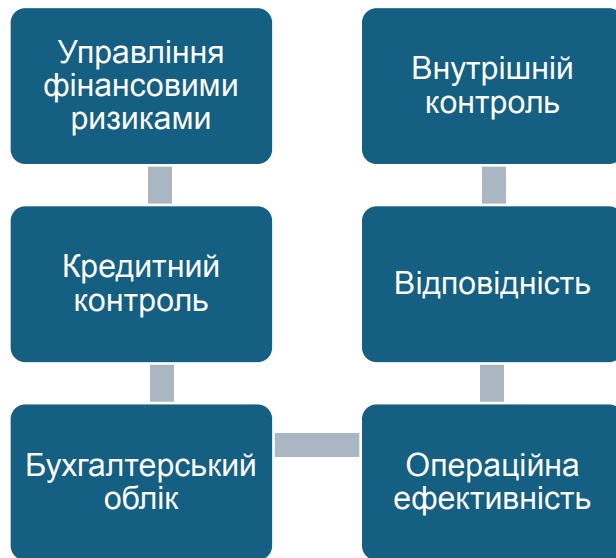 Управління
фінансовими
ризиками
Кредитний
контроль
Бухгалтерський
облік
Операційна
ефективність
Відповідність
Внутрішній
контроль